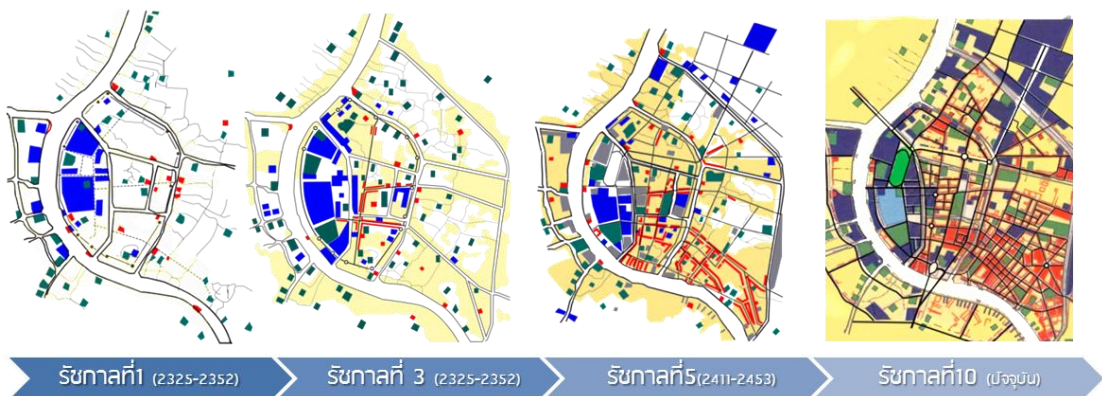 รัชกาลที่1 (2325-2352)
รัชกาลที่ 3 (2325-2352)
รัชกาลที่5(2411-2453)
รัชกาลที่10 (ปัจจุบัน)